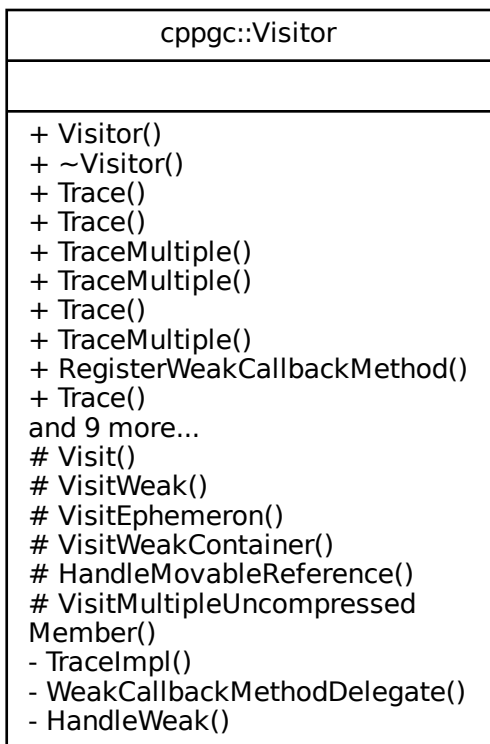 cppgc::Visitor
+ Visitor()
+ ~Visitor()
+ Trace()
+ Trace()
+ TraceMultiple()
+ TraceMultiple()
+ Trace()
+ TraceMultiple()
+ RegisterWeakCallbackMethod()
+ Trace()
and 9 more...
# Visit()
# VisitWeak()
# VisitEphemeron()
# VisitWeakContainer()
# HandleMovableReference()
# VisitMultipleUncompressed
Member()
- TraceImpl()
- WeakCallbackMethodDelegate()
- HandleWeak()